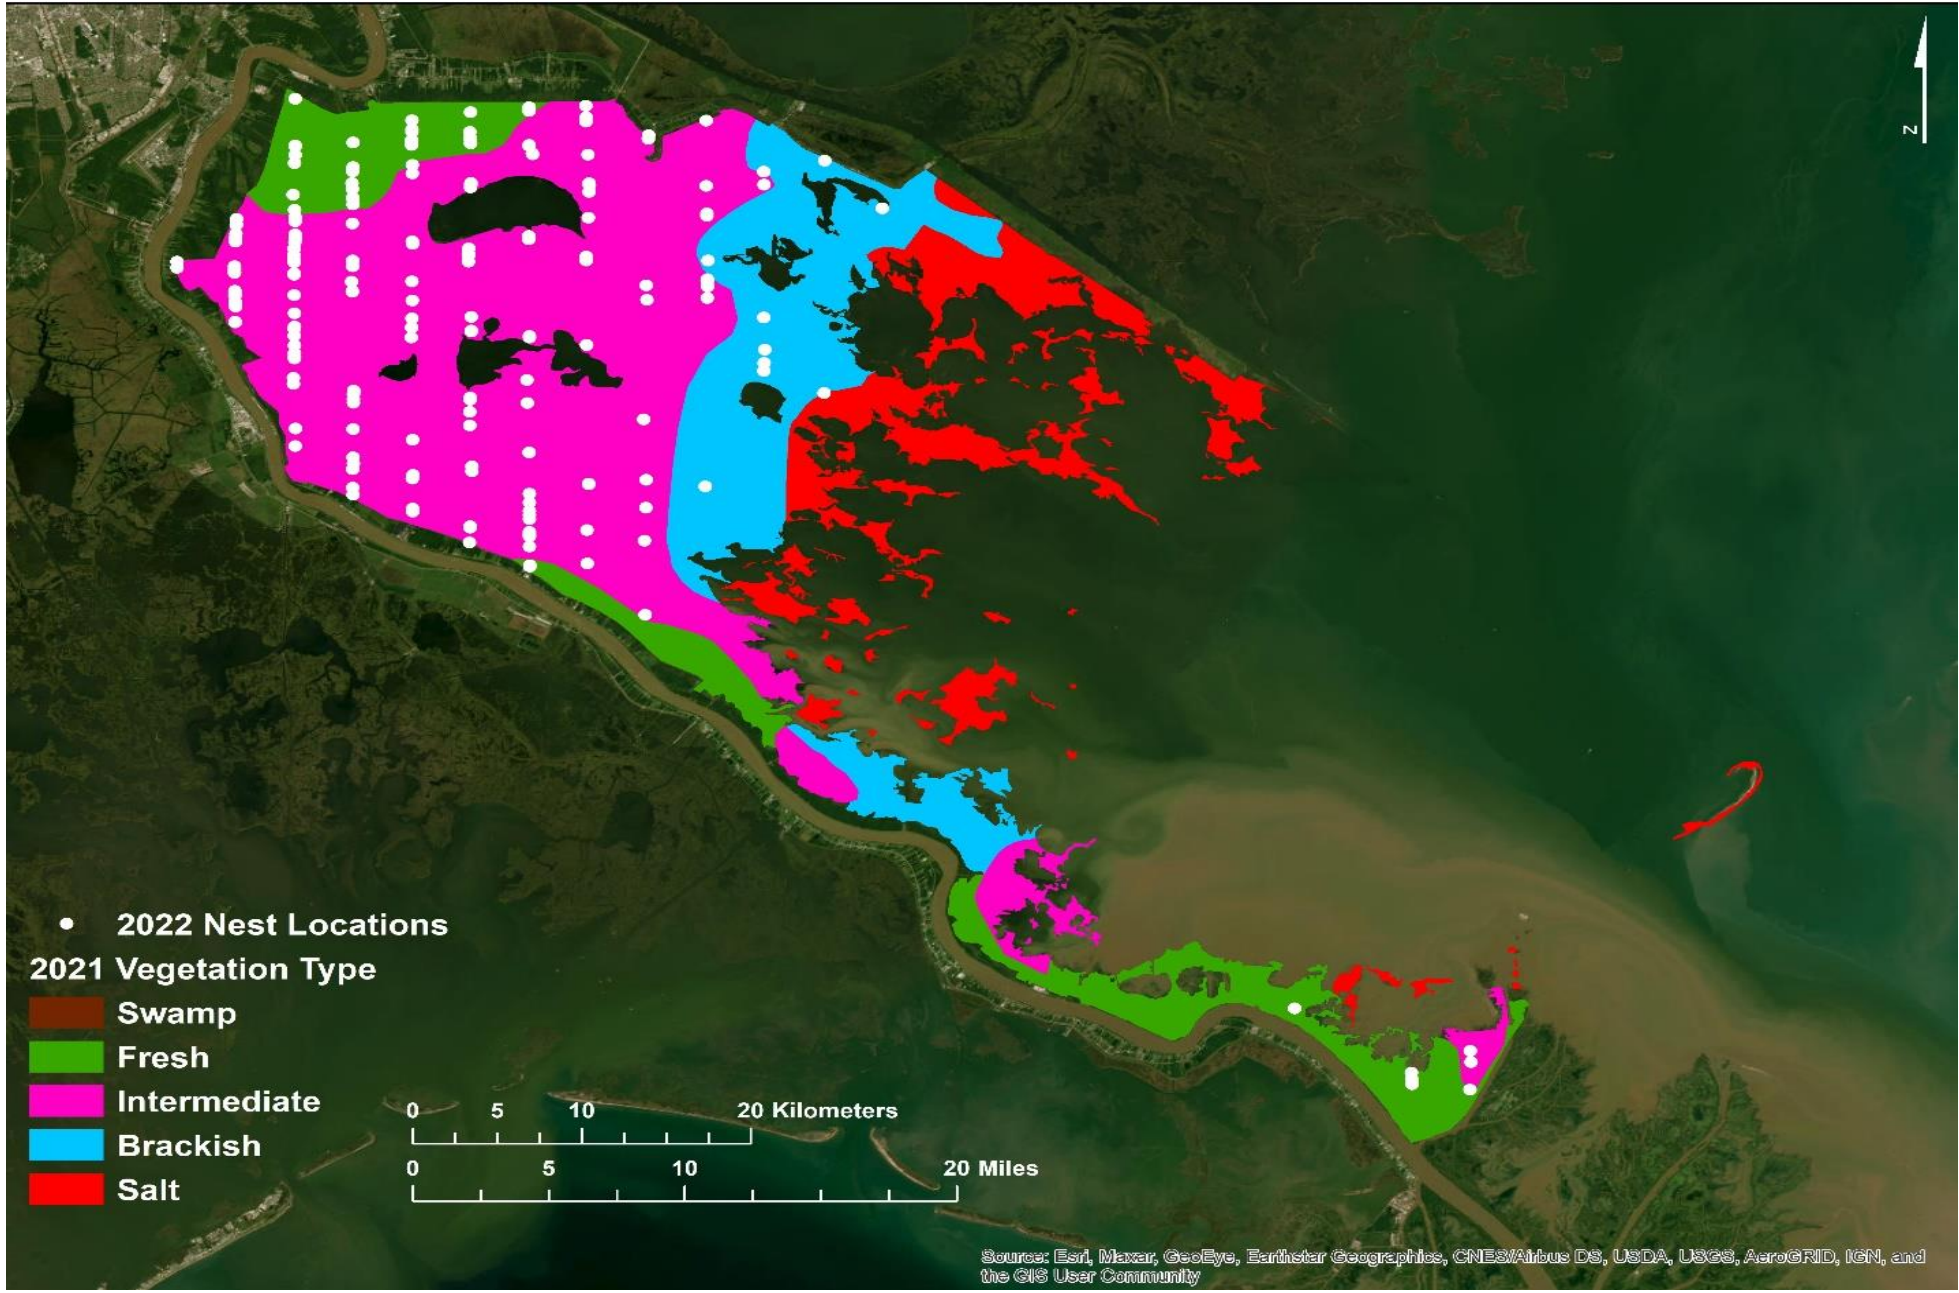 N
2022 Nest Locations
2021 Vegetation Type
Swamp
Fresh
Intermediate
Brackish
Salt
0 5 10 20 Kilometers
0 5 10 20 Miles
Source: Esri, Maxar, GeoEye, Earthstar Geographics, CNES/Airbus DS, USDA, USGS, AeroGRID, IGN, and
the GIS User Community